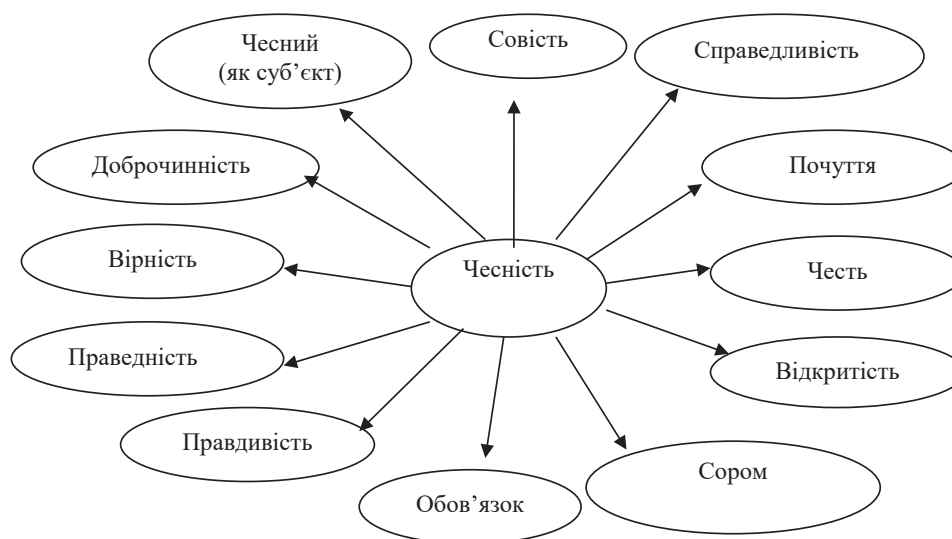 Чесний
(як суб’єкт)
Совість
Справедливість
Доброчинність
Почуття
Вірність
Чесність
Честь
Праведність
Відкритість
Правдивість
Сором
Обов’язок